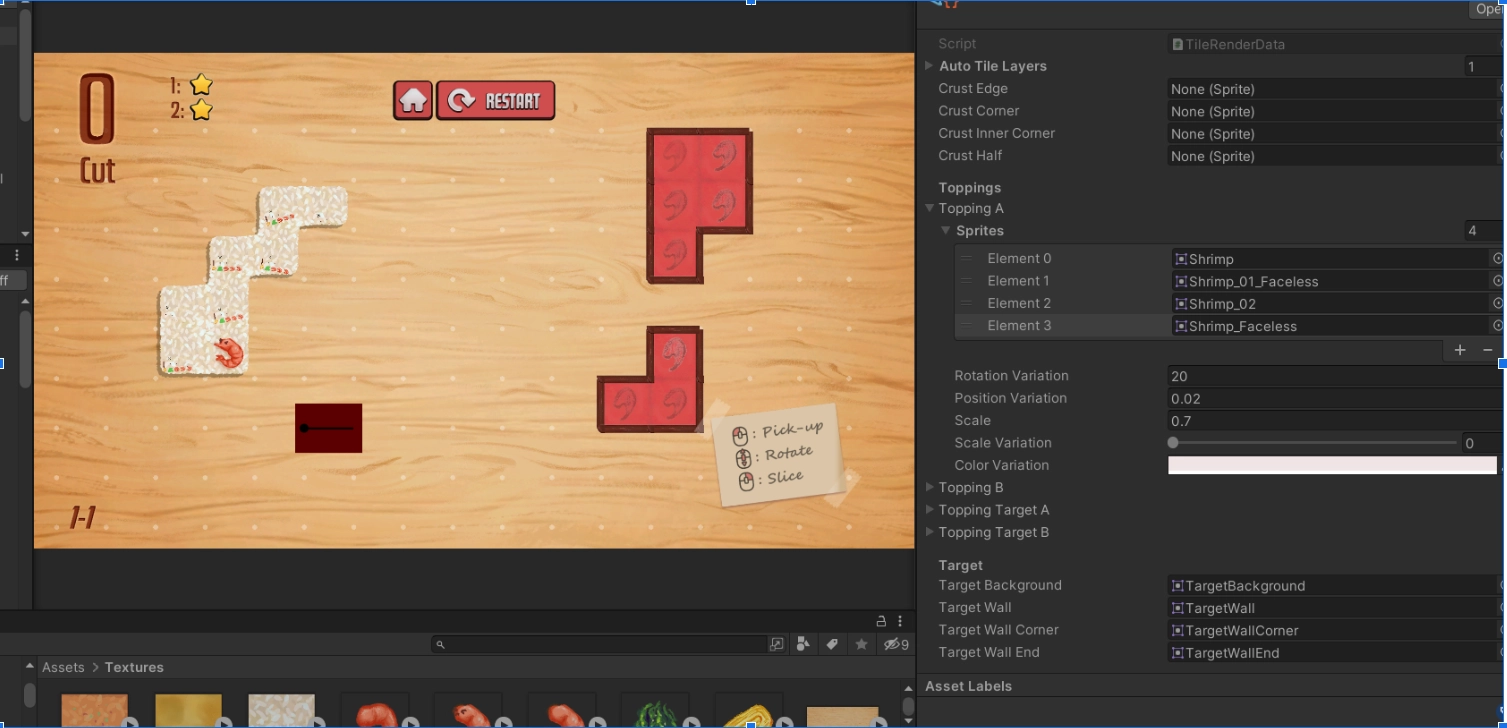 Open
Script TileRenderData
Auto Tile Layers 1
Crust Edge None (Sprite)
Crust Corner None (Sprite)
Crust Inner Corner None (Sprite)
Crust Half None (Sprite)
Toppings
Topping A
Sprites 4
Element 0 Shrimp
Element 1 Shrimp_01_Faceless
Element 2 Shrimp_02
Element 3 Shrimp_Faceless
+ −
Rotation Variation 20
Position Variation 0.02
Scale 0.7
Scale Variation 0
Color Variation
Topping B
Topping Target A
Topping Target B
Target
Target Background TargetBackground
Target Wall TargetWall
Target Wall Corner TargetWallCorner
Target Wall End TargetWallEnd
Asset Labels
0
Cut
1:
2:
RESTART
: Pick-up
: Rotate
: Slice
1-1
ff
9
Assets > Textures